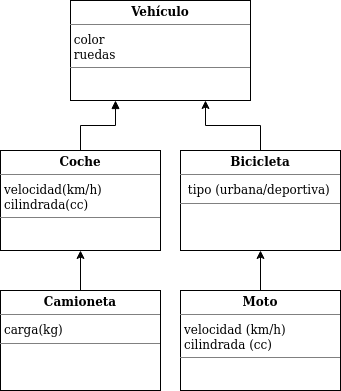 Vehículo
color
ruedas
Coche
velocidad(km/h)
cilindrada(cc)
Bicicleta
tipo (urbana/deportiva)
Camioneta
carga(kg)
Moto
velocidad (km/h)
cilindrada (cc)